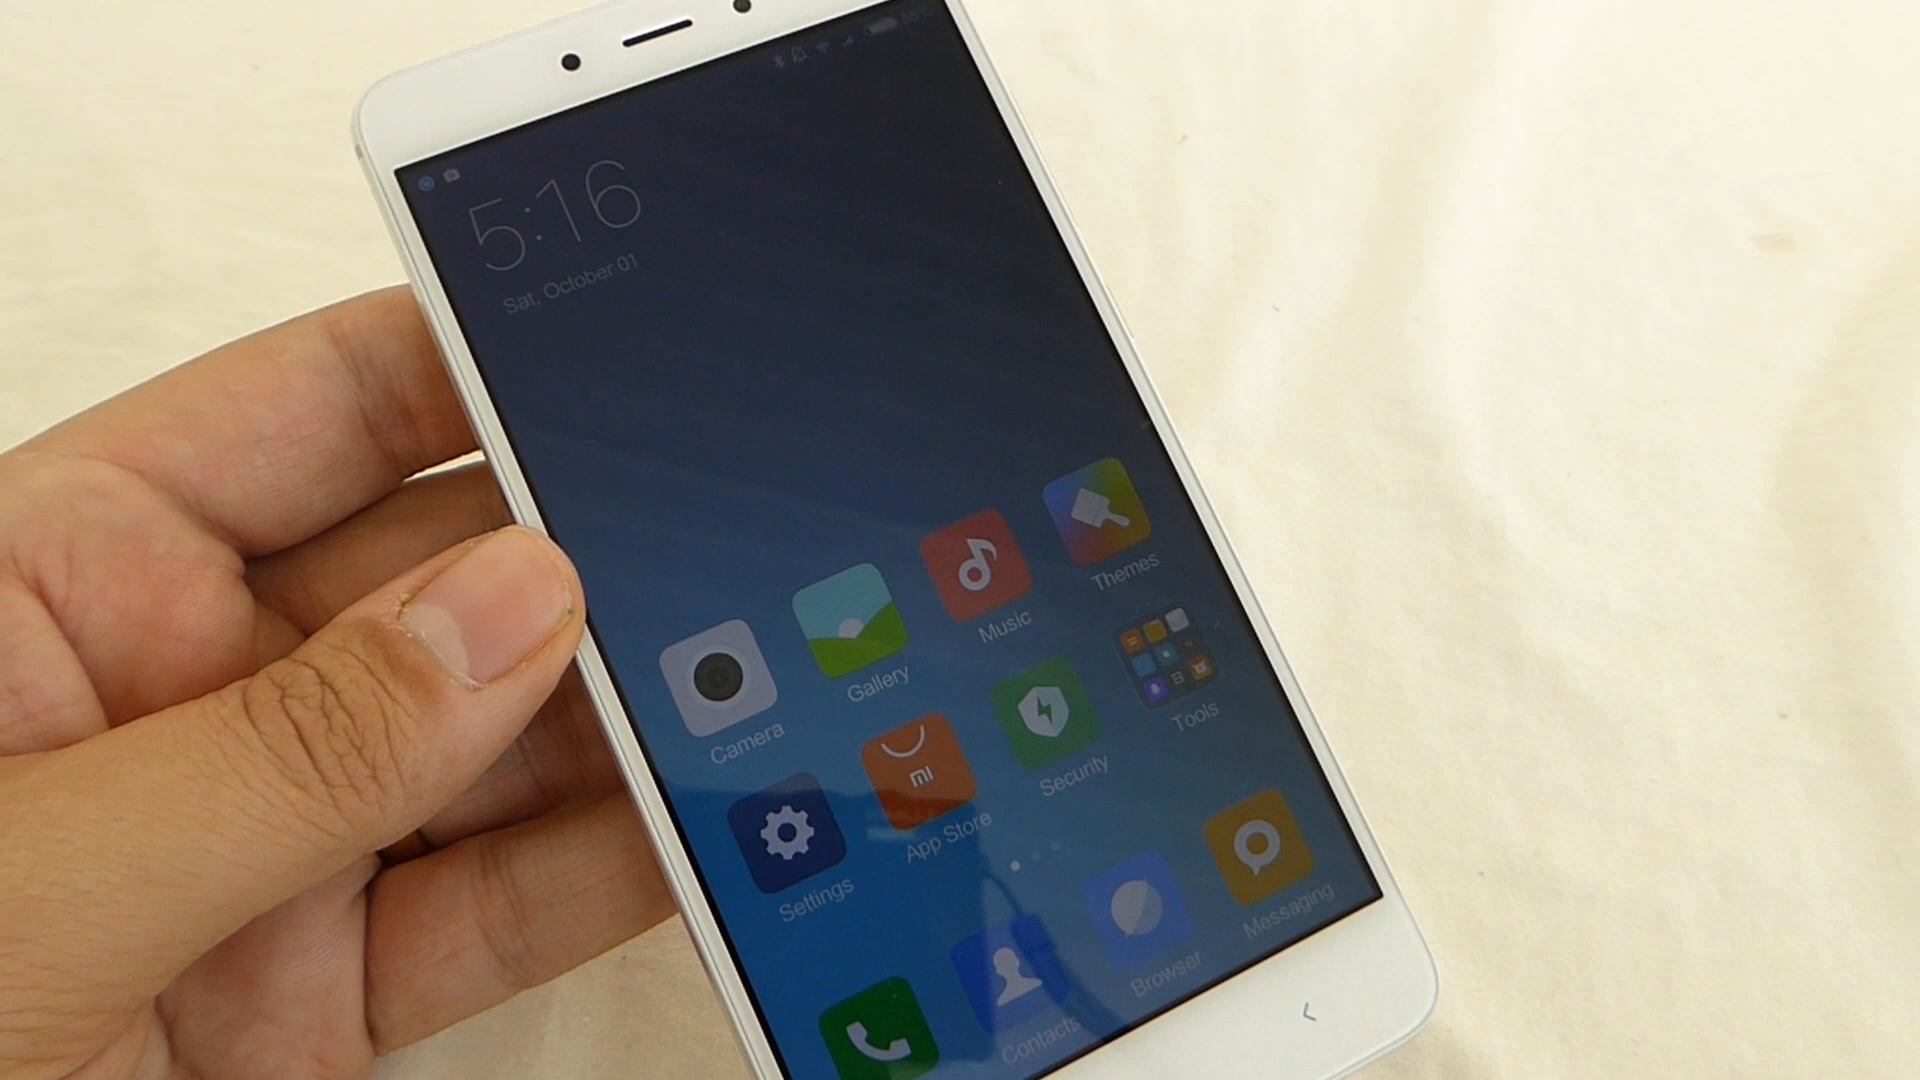 5:16
Sat, October 01
Camera
Gallery
Music
Themes
Settings
mi
App Store
Security
Tools
Contacts
Browser
Messaging